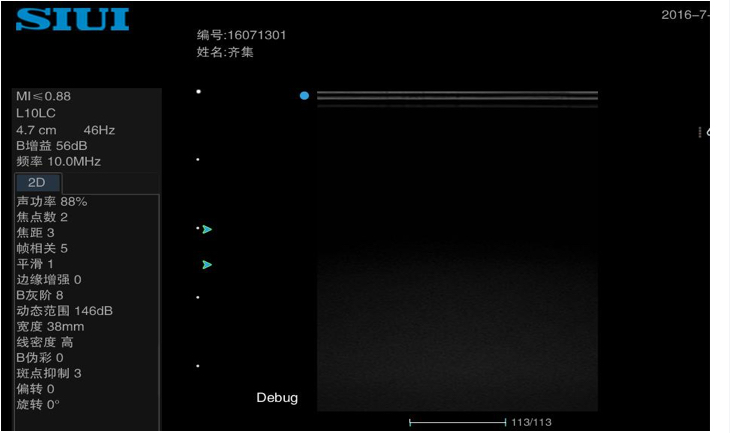 SIUI
2016-7-
编号:16071301
姓名:齐集
MI≤0.88
L10LC
4.7 cm 46Hz
B增益 56dB
频率 10.0MHz
2D
声功率 88%
焦点数 2
焦距 3
帧相关 5
平滑 1
边缘增强 0
B灰阶 8
动态范围 146dB
宽度 38mm
线密度 高
B伪彩 0
斑点抑制 3
偏转 0
旋转 0°
Debug
113/113